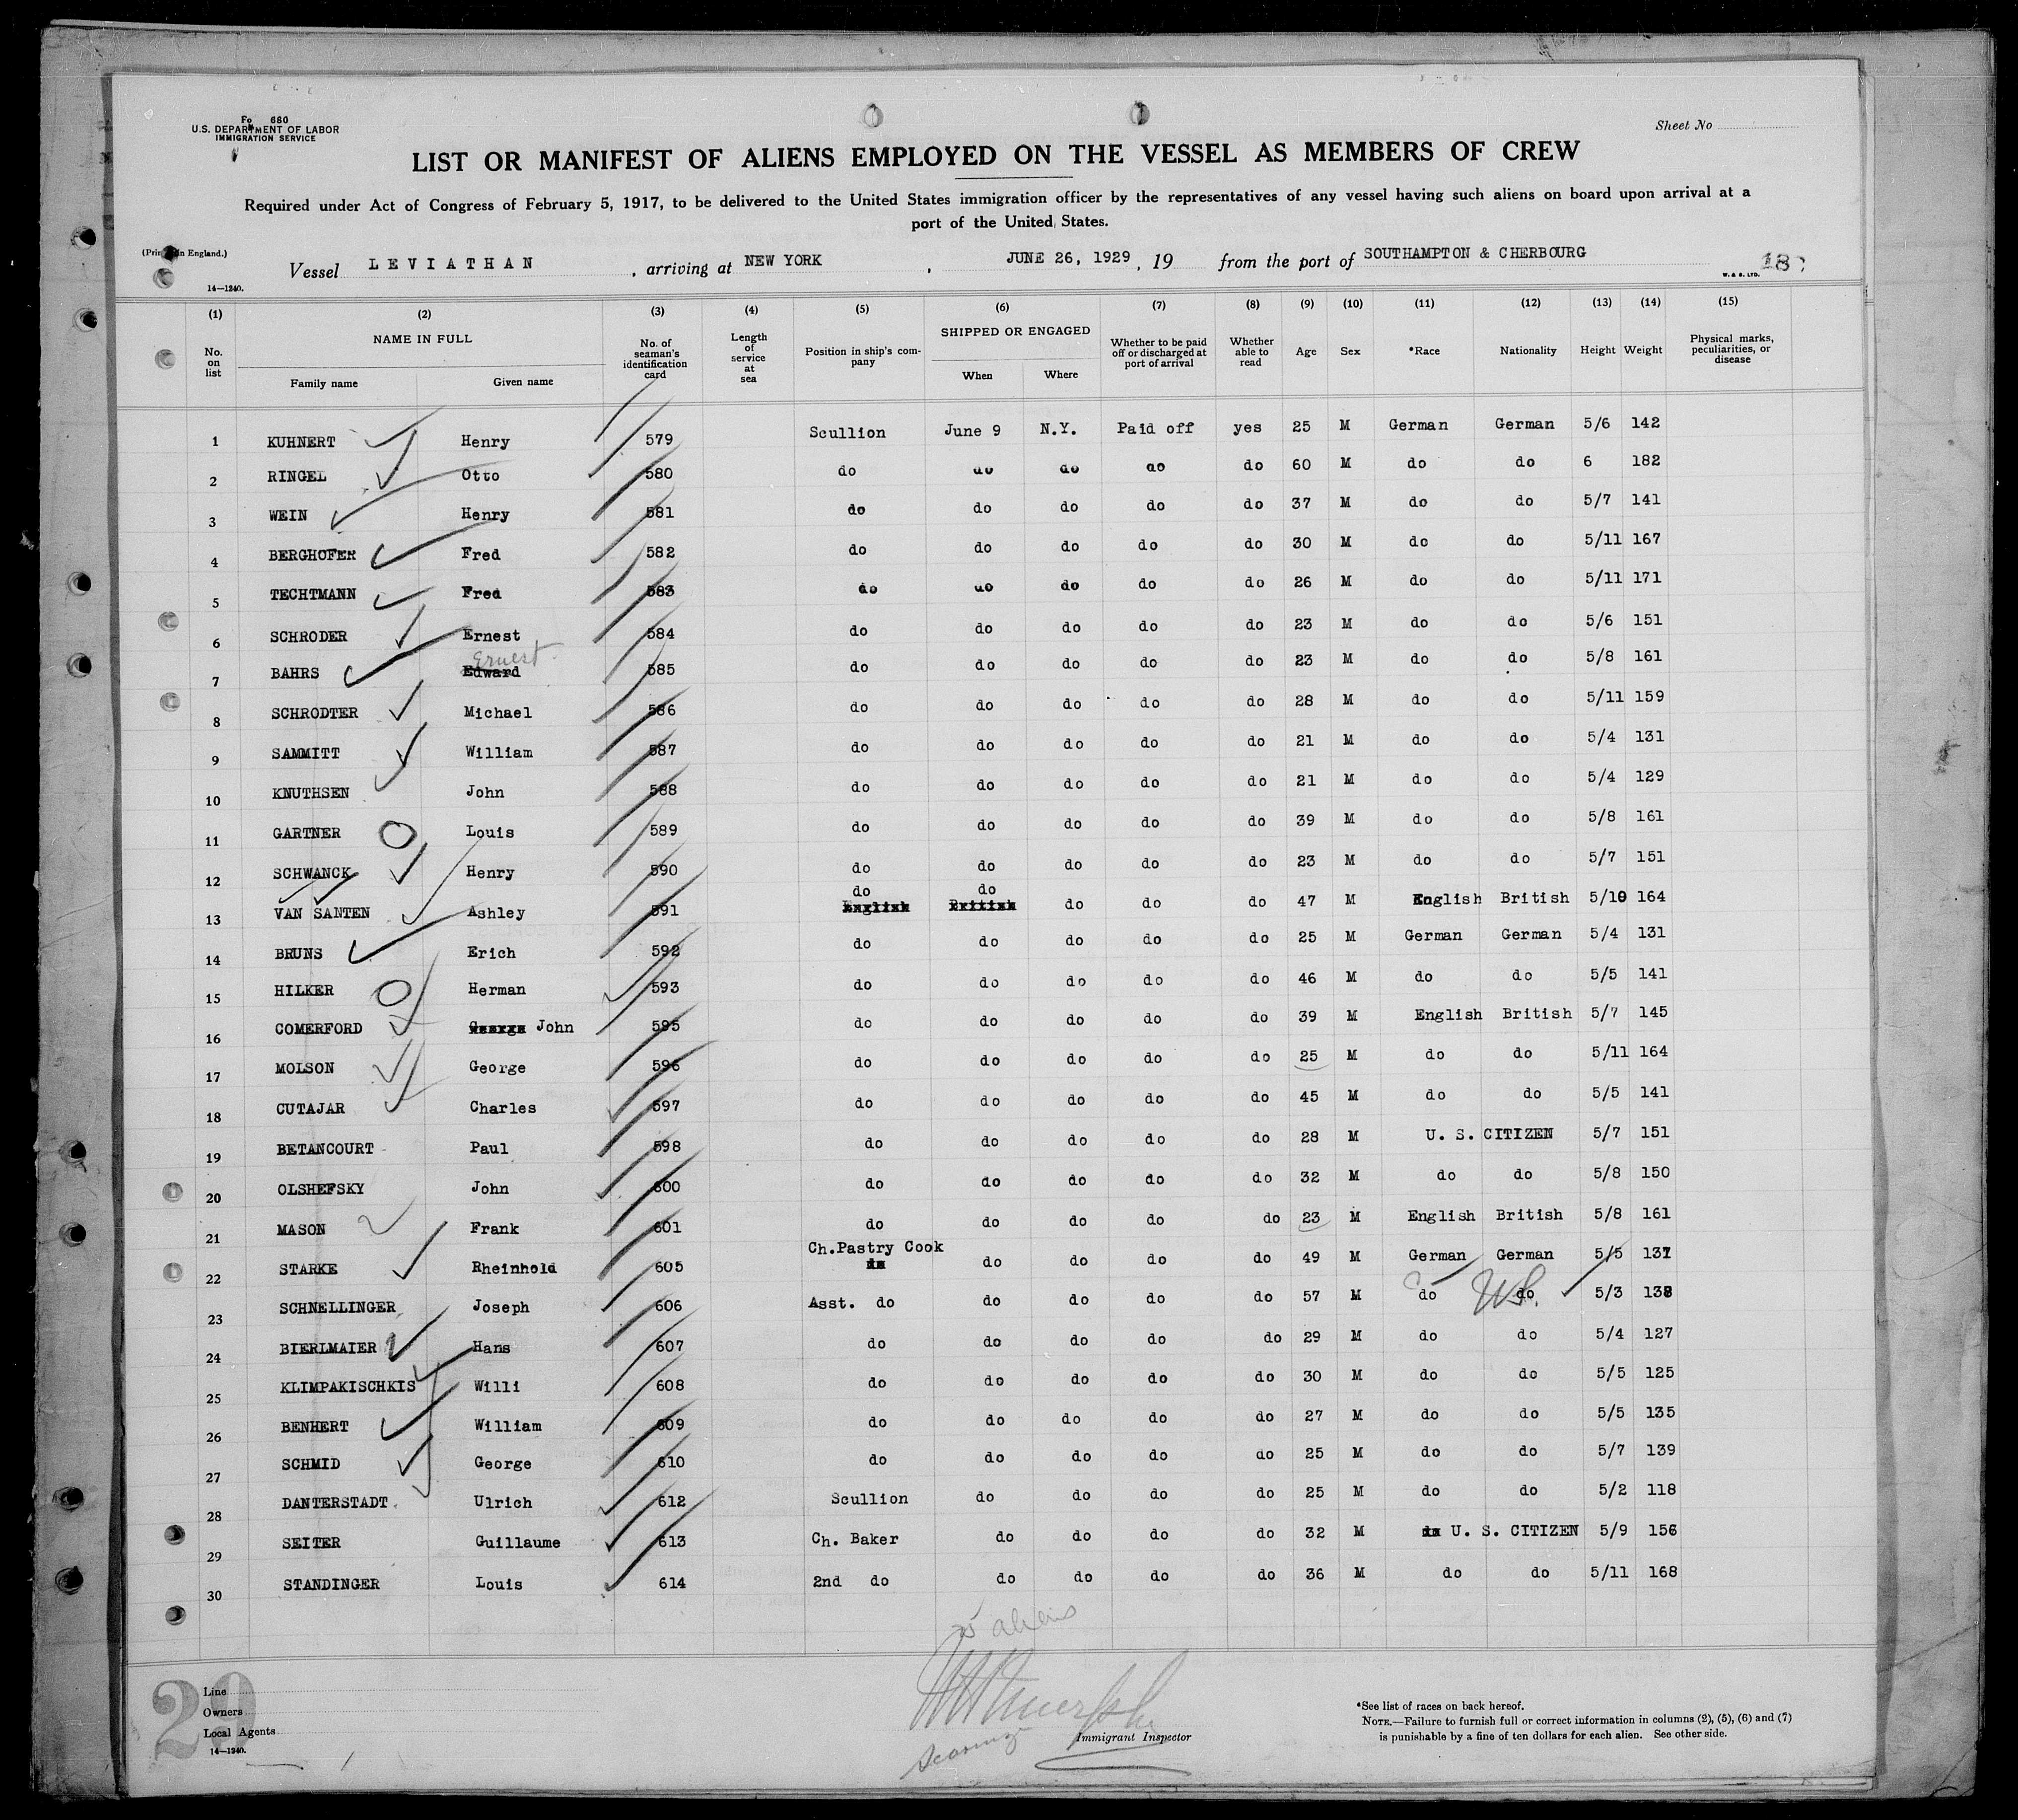 Fo 680
U.S. DEPARTMENT OF LABOR
IMMIGRATION SERVICE
Sheet No
LIST OR MANIFEST OF ALIENS EMPLOYED ON THE VESSEL AS MEMBERS OF CREW
Required under Act of Congress of February 5, 1917, to be delivered to the United States immigration officer by the representatives of any vessel having such aliens on board upon arrival at a
port of the United States.
(Printed in England.)
Vessel LEVIATHAN , arriving at NEW YORK , JUNE 26, 1929 , 19 from the port of SOUTHAMPTON & CHERBOURG
14—1240. W. & S. LTD. 18
(1) (2) (3) (4) (5) (6) (7) (8) (9) (10) (11) (12) (13) (14) (15)
No. on list NAME IN FULL Family name Given name No. of seaman's identification card Length of service at sea Position in ship's company SHIPPED OR ENGAGED When Where Whether to be paid off or discharged at port of arrival Whether able to read Age Sex *Race Nationality Height Weight Physical marks, peculiarities, or disease
1 KUHNERT Henry 579 Scullion June 9 N.Y. Paid off yes 25 M German German 5/6 142
2 RINGEL Otto 580 do do do do do 60 M do do 6 182
3 WEIN Henry 581 do do do do do 37 M do do 5/7 141
4 BERGHOFER Fred 582 do do do do do 30 M do do 5/11 167
5 TECHTMANN Fred 583 do do do do do 26 M do do 5/11 171
6 SCHRODER Ernest 584 do do do do do 23 M do do 5/6 151
7 BAHRS Edward Ernest 585 do do do do do 23 M do do 5/8 161
8 SCHRODTER Michael 586 do do do do do 28 M do do 5/11 159
9 SAMMITT William 587 do do do do do 21 M do do 5/4 131
10 KNUTHSEN John 588 do do do do do 21 M do do 5/4 129
11 GARTNER Louis 589 do do do do do 39 M do do 5/8 161
12 SCHWANCK Henry 590 do do do do do 23 M do do 5/7 151
13 VAN SANTEN Ashley 591 do English do British do do do 47 M English British 5/10 164
14 BRUNS Erich 592 do do do do do 25 M German German 5/4 131
15 HILKER Herman 593 do do do do do 46 M do do 5/5 141
16 COMERFORD George John 595 do do do do do 39 M English British 5/7 145
17 MOLSON George 596 do do do do do 25 M do do 5/11 164
18 CUTAJAR Charles 597 do do do do do 45 M do do 5/5 141
19 BETANCOURT Paul 598 do do do do do 28 M U. S. CITIZEN 5/7 151
20 OLSHEFSKY John 600 do do do do do 32 M do do 5/8 150
21 MASON Frank 601 do do do do do 23 M English British 5/8 161
22 STARKE Rheinhold 605 Ch.Pastry Cook do do do do 49 M German German 5/5 131
23 SCHNELLINGER Joseph 606 Asst. do do do do do 57 M do do US. 5/3 138
24 BIERLMAIER Hans 607 do do do do do 29 M do do 5/4 127
25 KLIMPAKISCHKIS Willi 608 do do do do do 30 M do do 5/5 125
26 BENHERT William 609 do do do do do 27 M do do 5/5 135
27 SCHMID George 610 do do do do do 25 M do do 5/7 139
28 DANTERSTADT Ulrich 612 Scullion do do do do 25 M do do 5/2 118
29 SEITER Guillaume 613 Ch. Baker do do do do 32 M U. S. CITIZEN 5/9 156
30 STANDINGER Louis 614 2nd do do do do do 36 M do do 5/11 168
aliens
29
Line
Owners
Local Agents
14—1240.
Immigrant Inspector
*See list of races on back hereof.
NOTE.—Failure to furnish full or correct information in columns (2), (5), (6) and (7)
is punishable by a fine of ten dollars for each alien. See other side.